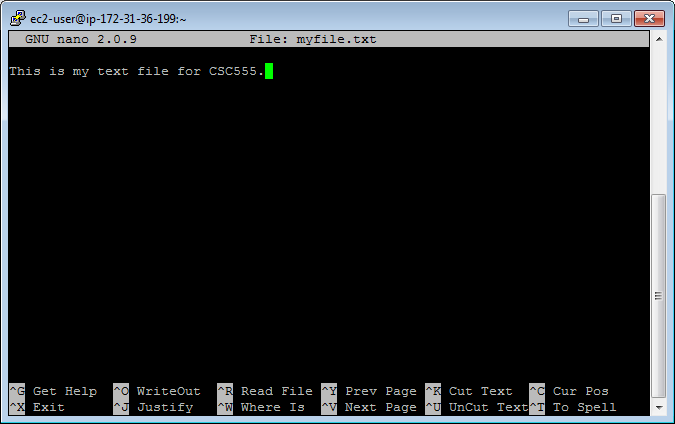 ec2-user@ip-172-31-36-199:~
GNU nano 2.0.9 File: myfile.txt
This is my text file for CSC555.
^G Get Help ^O WriteOut ^R Read File ^Y Prev Page ^K Cut Text ^C Cur Pos
^X Exit ^J Justify ^W Where Is ^V Next Page ^U UnCut Text ^T To Spell